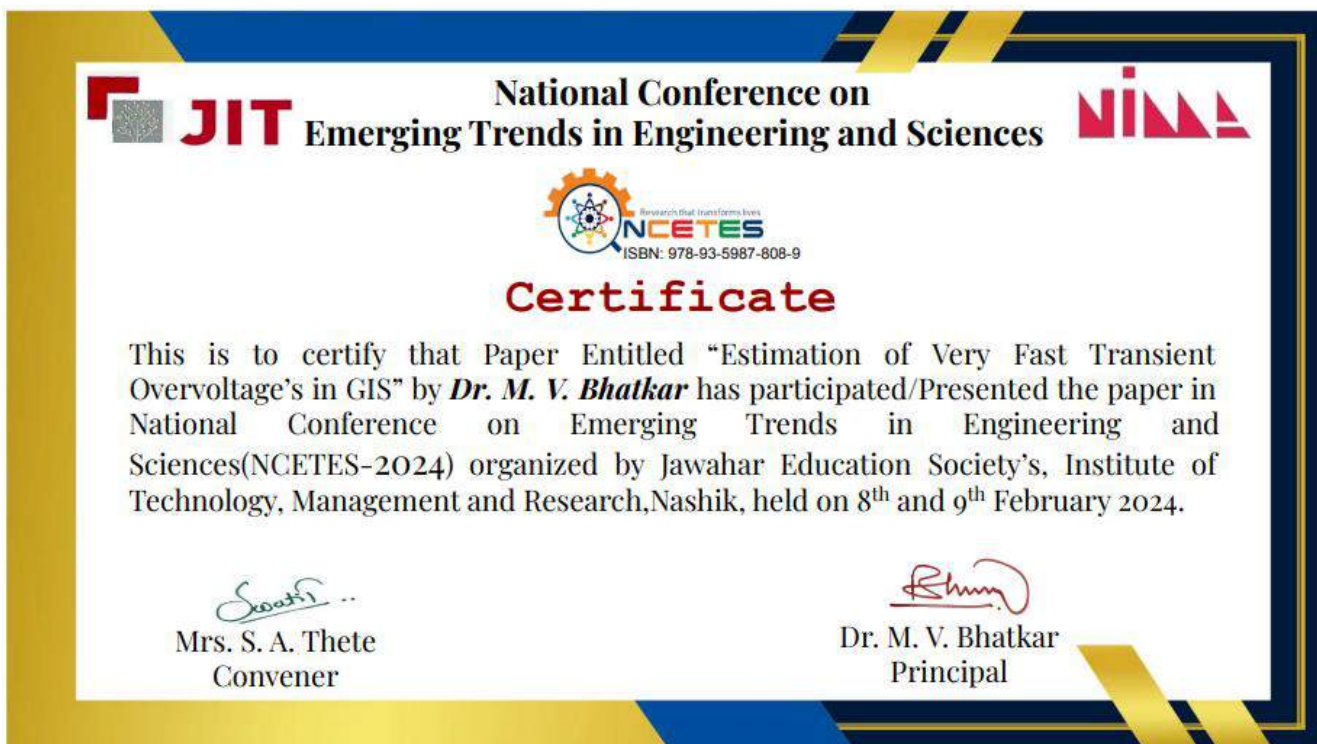 JIT
National Conference on
Emerging Trends in Engineering and Sciences
NIMA
Research that transforms lives
NCETES
ISBN: 978-93-5987-808-9
Certificate
This is to certify that Paper Entitled “Estimation of Very Fast Transient
Overvoltage’s in GIS” by Dr. M. V. Bhatkar has participated/Presented the paper in
National Conference on Emerging Trends in Engineering and
Sciences(NCETES-2024) organized by Jawahar Education Society’s, Institute of
Technology, Management and Research,Nashik, held on 8th and 9th February 2024.
Mrs. S. A. Thete
Convener
Dr. M. V. Bhatkar
Principal